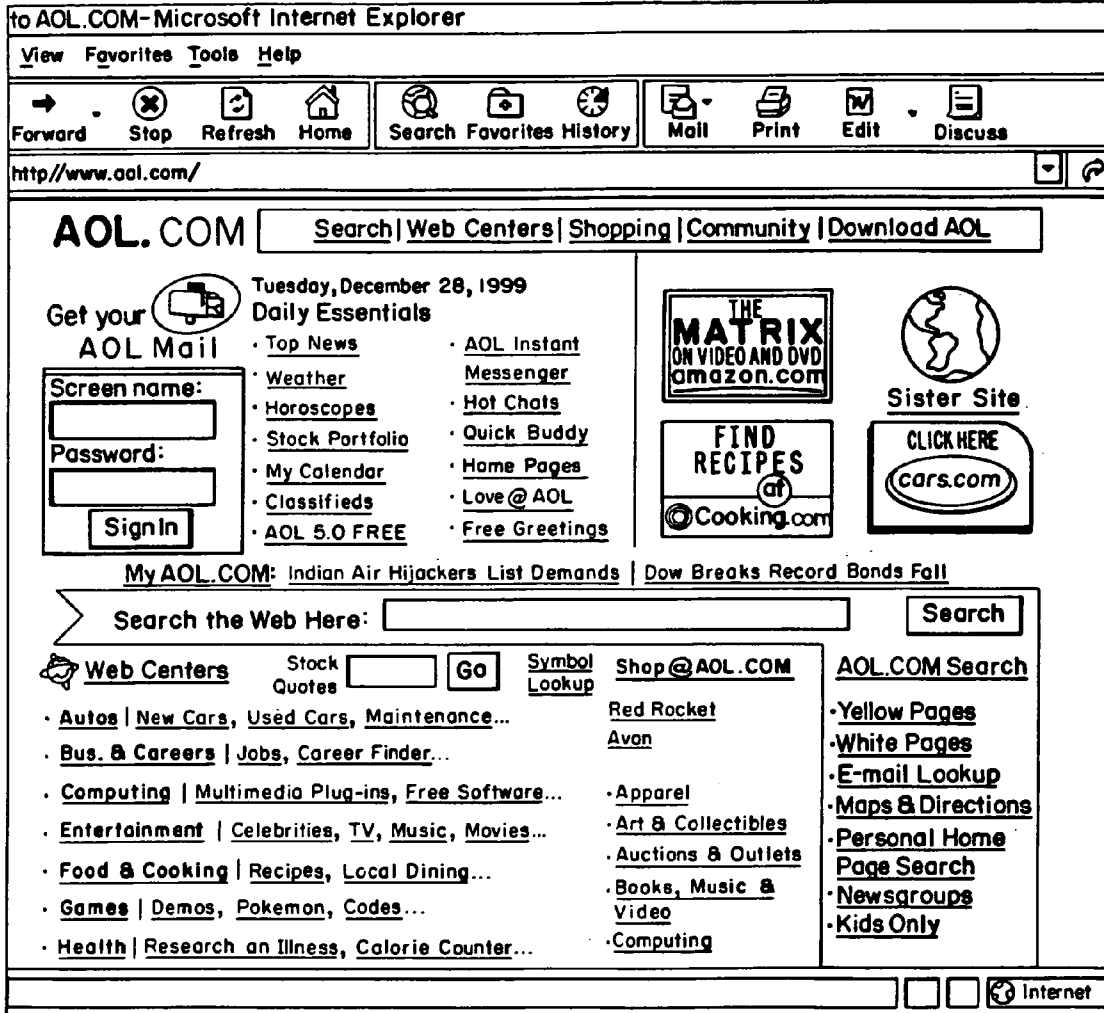 to AOL.COM-Microsoft Internet Explorer
View Favorites Tools Help
Forward Stop Refresh Home Search Favorites History Mail Print Edit Discuss
http//www.aol.com/
AOL.COM Search | Web Centers | Shopping | Community | Download AOL
Get your
AOL Mail
Screen name:
Password:
Sign In
Tuesday, December 28, 1999
Daily Essentials
· Top News
· Weather
· Horoscopes
· Stock Portfolio
· My Calendar
· Classifieds
· AOL 5.0 FREE
· AOL Instant
Messenger
· Hot Chats
· Quick Buddy
· Home Pages
· Love @ AOL
· Free Greetings
THE
MATRIX
ON VIDEO AND DVD
amazon.com
Sister Site
FIND
RECIPES
at
Cooking.com
CLICK HERE
cars.com
My AOL.COM: Indian Air Hijackers List Demands | Dow Breaks Record Bonds Fall
Search the Web Here: Search
Web Centers
Stock
Quotes
Go
Symbol
Lookup
· Autos | New Cars, Used Cars, Maintenance...
· Bus. & Careers | Jobs, Career Finder...
· Computing | Multimedia Plug-ins, Free Software...
· Entertainment | Celebrities, TV, Music, Movies...
· Food & Cooking | Recipes, Local Dining...
· Games | Demos, Pokemon, Codes...
· Health | Research an Illness, Calorie Counter...
Shop@AOL.COM
Red Rocket
Avon
· Apparel
· Art & Collectibles
· Auctions & Outlets
· Books, Music &
Video
· Computing
AOL.COM Search
· Yellow Pages
· White Pages
· E-mail Lookup
· Maps & Directions
· Personal Home
Page Search
· Newsgroups
· Kids Only
Internet